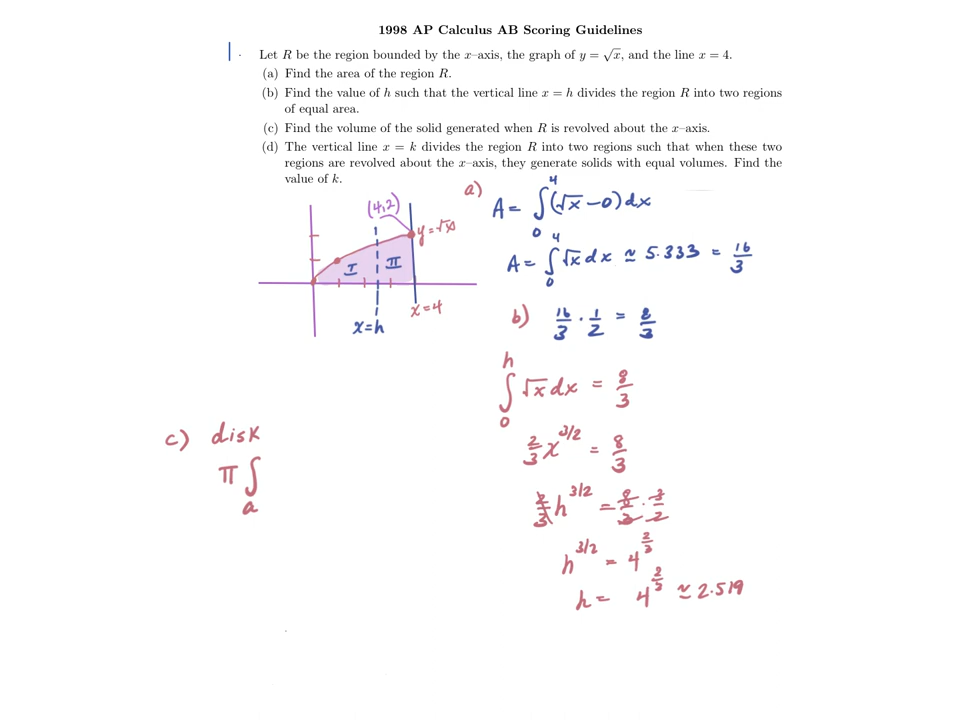 1998 AP Calculus AB Scoring Guidelines
1. Let R be the region bounded by the x–axis, the graph of y = √x, and the line x = 4.
(a) Find the area of the region R.
(b) Find the value of h such that the vertical line x = h divides the region R into two regions
of equal area.
(c) Find the volume of the solid generated when R is revolved about the x–axis.
(d) The vertical line x = k divides the region R into two regions such that when these two
regions are revolved about the x–axis, they generate solids with equal volumes. Find the
value of k.
(4,2)
y = √x
I II
x=4
x=h
a) A = ∫₀⁴ (√x − 0) dx
A = ∫₀⁴ √x dx ≃ 5.333 = 16/3
b) 16/3 · 1/2 = 8/3
∫₀ʰ √x dx = 8/3
2/3 x^3/2 = 8/3
2/3 h^3/2 = 8/3 · 3/2
h^3/2 = 4^2/3
h = 4^2/3 ≃ 2.519
c) disk
π ∫ₐ